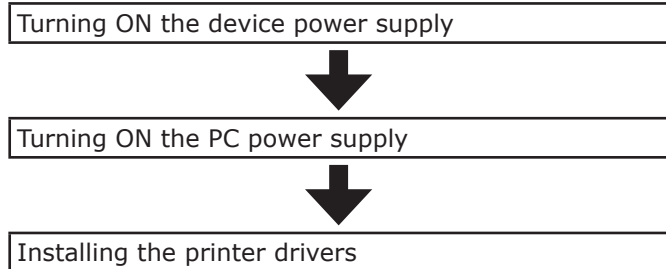 Turning ON the device power supply
Turning ON the PC power supply
Installing the printer drivers